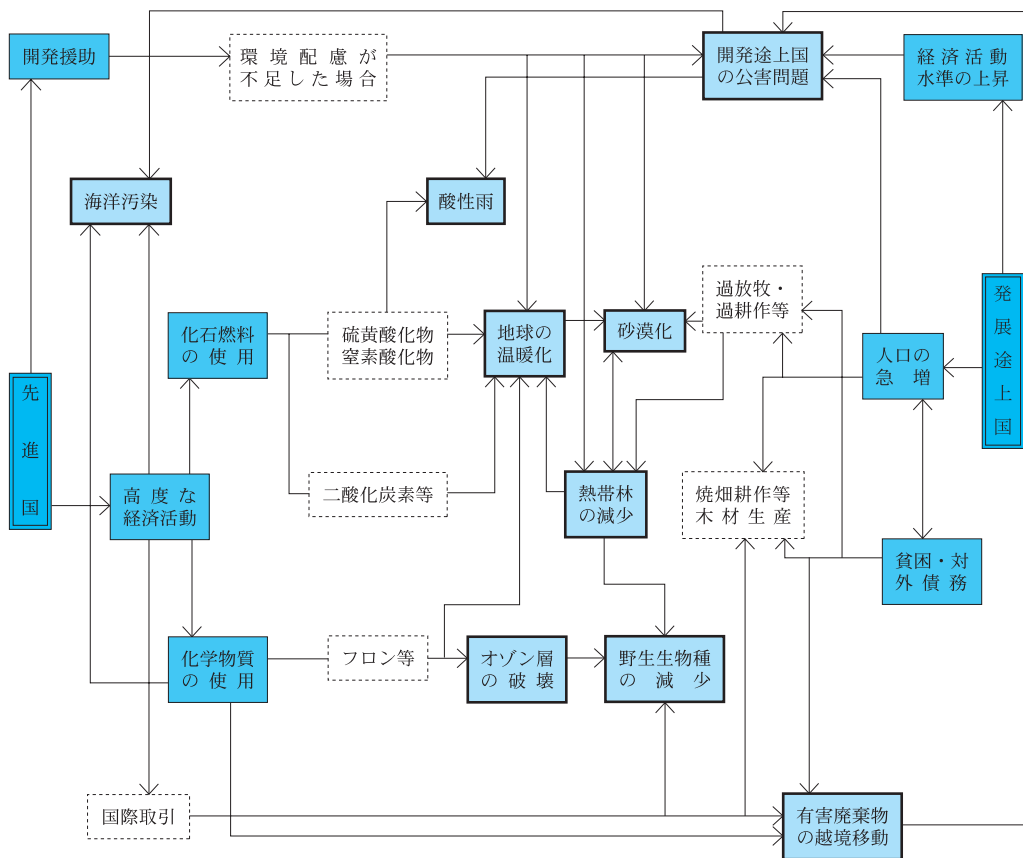 開発援助
環境配慮が
不足した場合
開発途上国
の公害問題
経済活動
水準の上昇
海洋汚染
酸性雨
化石燃料
の使用
硫黄酸化物
窒素酸化物
地球の
温暖化
砂漠化
過放牧・
過耕作等
人口の
急増
発展途上国
先進国
高度な
経済活動
二酸化炭素等
熱帯林
の減少
焼畑耕作等
木材生産
貧困・対
外債務
化学物質
の使用
フロン等
オゾン層
の破壊
野生生物種
の減少
国際取引
有害廃棄物
の越境移動